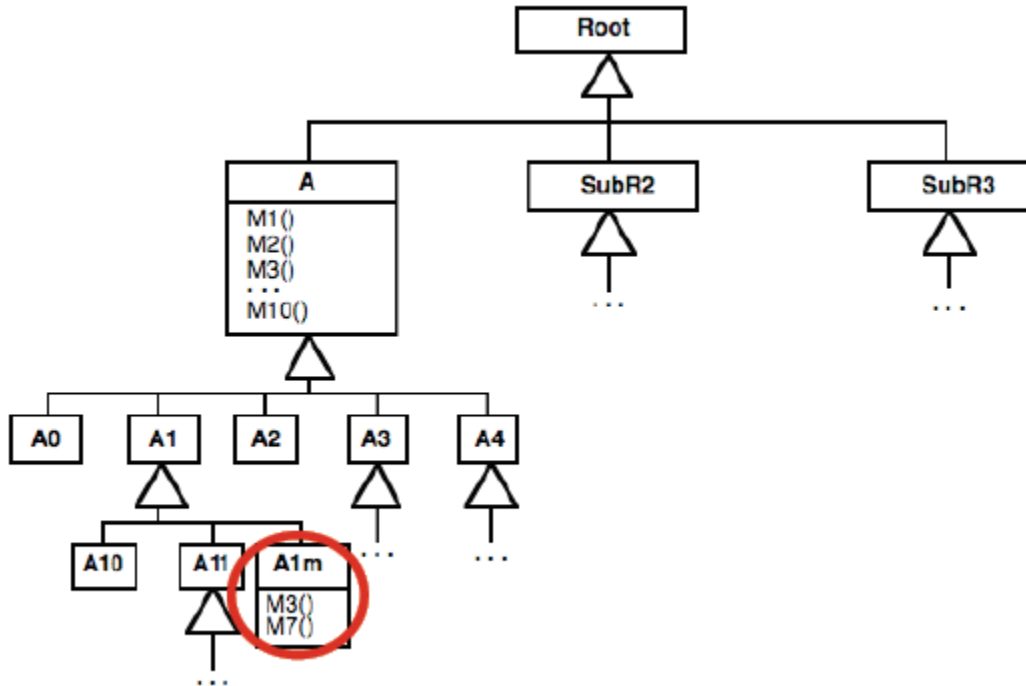 Root
A
SubR2
SubR3
M1()
M2()
M3()
...
M10()
...
...
A0
A1
A2
A3
A4
A10
A11
A1m
...
...
M3()
M7()
...